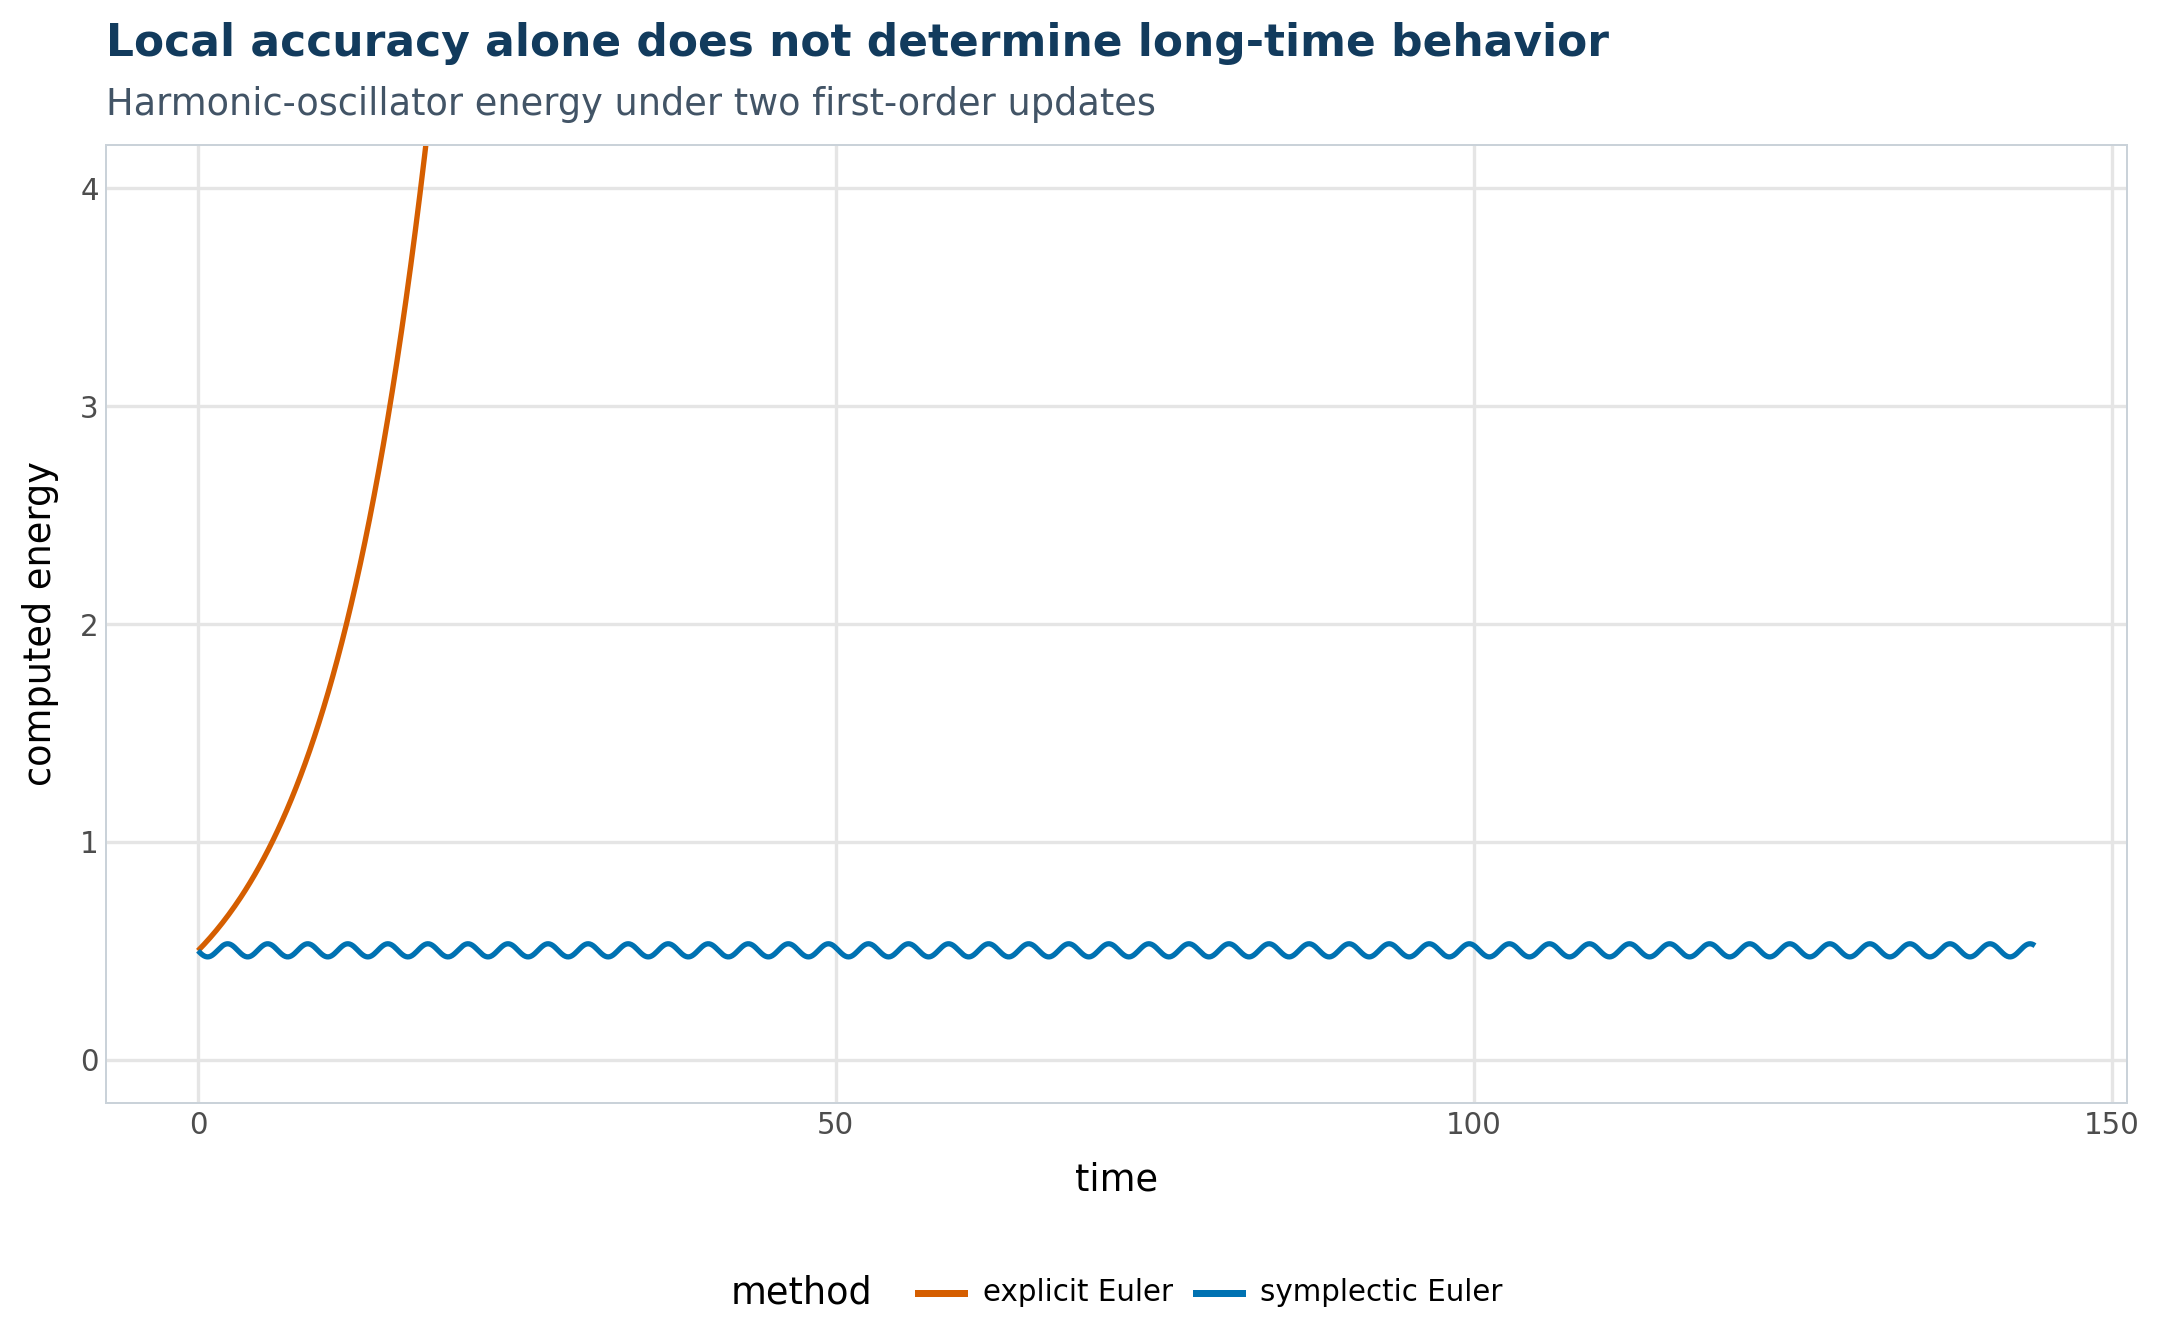 Local accuracy alone does not determine long-time behavior
Harmonic-oscillator energy under two first-order updates
computed energy
4
3
2
1
0
0 50 100 150
time
method explicit Euler symplectic Euler